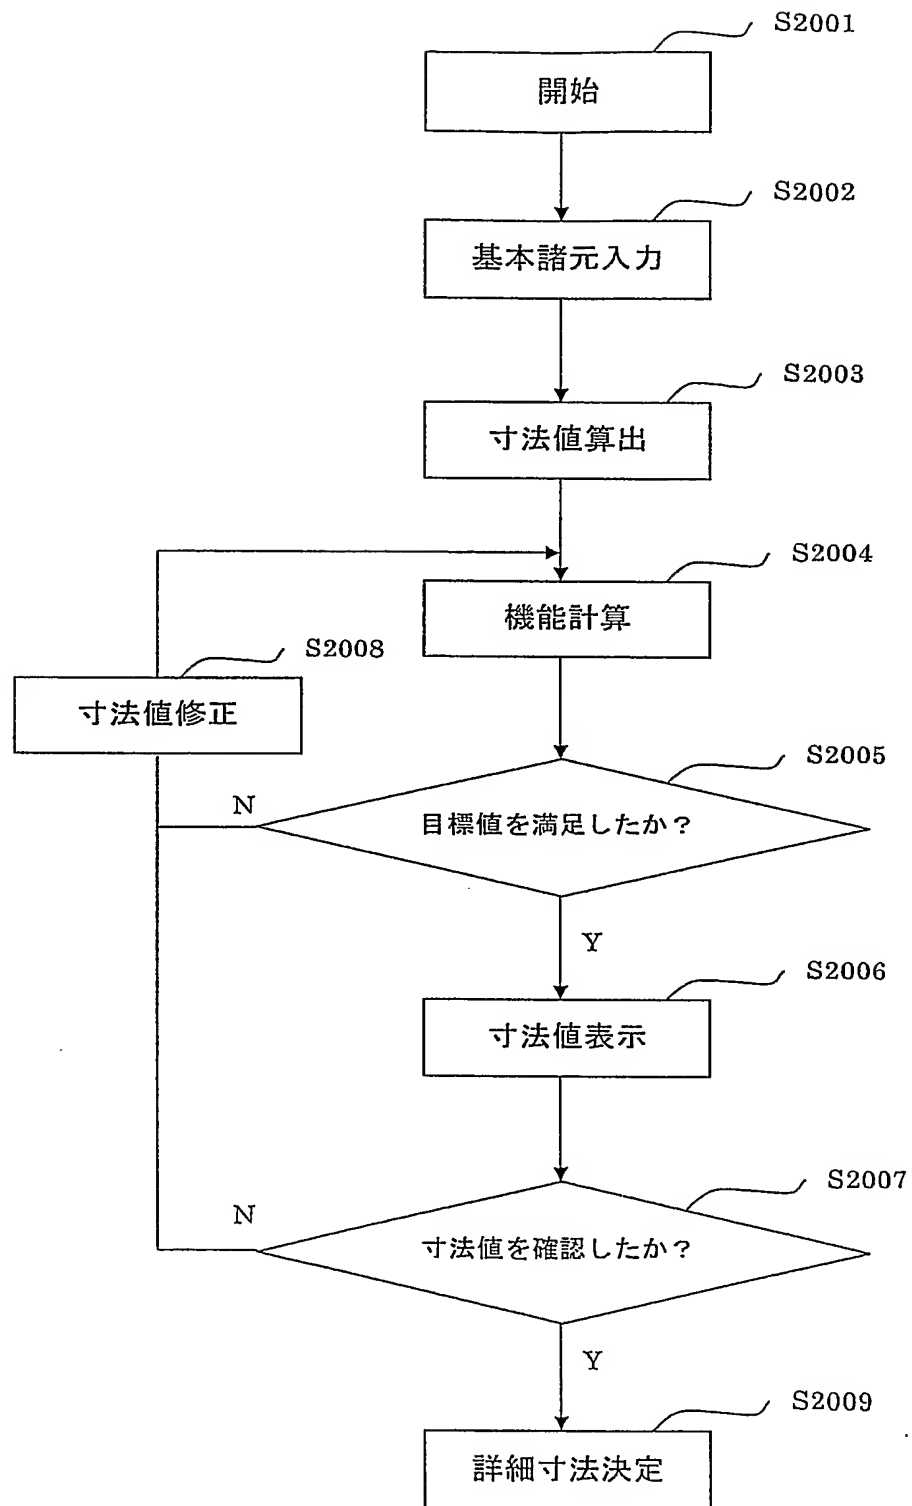 S2001
開始
S2002
基本諸元入力
S2003
寸法値算出
S2004
機能計算
S2008
寸法値修正
S2005
N
目標値を満足したか？
Y
S2006
寸法値表示
S2007
N
寸法値を確認したか？
Y
S2009
詳細寸法決定